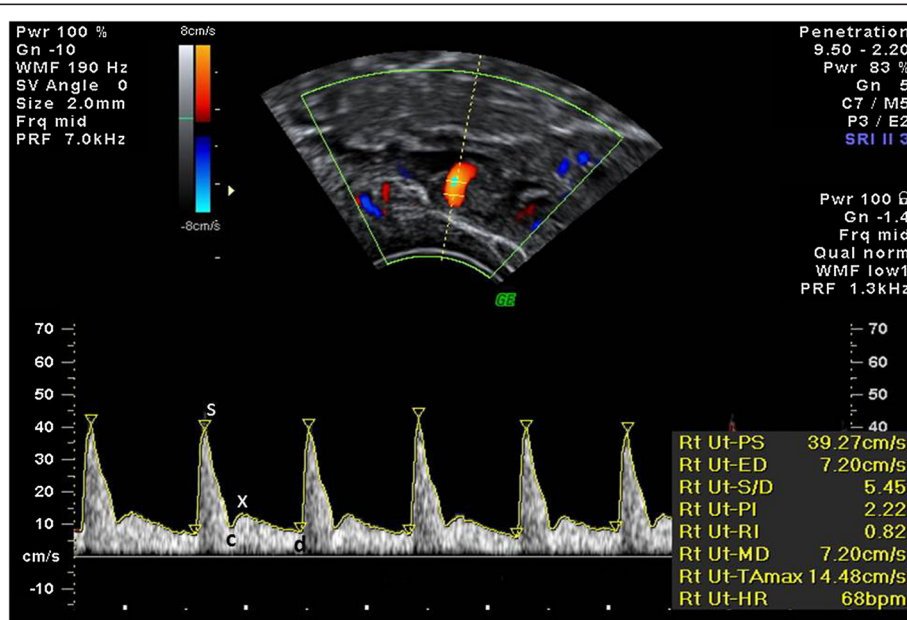 Pwr 100 %
Gn -10
WMF 190 Hz
SV Angle 0
Size 2.0mm
Frq mid
PRF 7.0kHz
8cm/s
-8cm/s
Penetration
9.50 - 2.20
Pwr 83 %
Gn 5
C7 / M5
P3 / E2
SRI II 3
Pwr 100
Gn -1.4
Frq mid
Qual norm
WMF low1
PRF 1.3kHz
GE
70
60
50
40
30
20
10
cm/s
-10
S
X
c
d
70
60
50
40
Rt Ut-PS 39.27cm/s
Rt Ut-ED 7.20cm/s
Rt Ut-S/D 5.45
Rt Ut-PI 2.22
Rt Ut-RI 0.82
Rt Ut-MD 7.20cm/s
Rt Ut-TAmax 14.48cm/s
Rt Ut-HR 68bpm